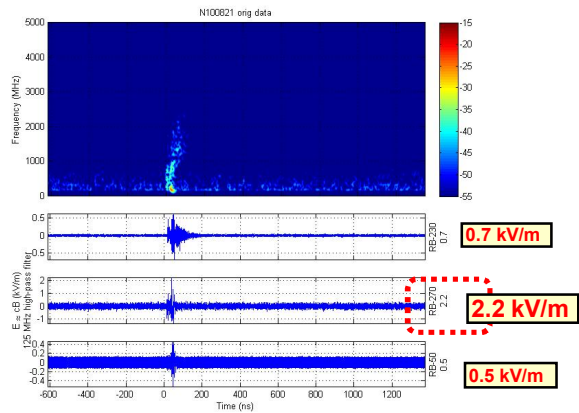 N100821 orig data
Frequency (MHz)
5000
4000
3000
2000
1000
0
-15
-20
-25
-30
-35
-40
-45
-50
-55
0.5
0
-0.5
RB-230
0.7
0.7 kV/m
E ≈ cB (kV/m)
125 MHz high-pass filter
2
1
0
-1
RB-270
2.2
2.2 kV/m
0.4
0.2
0
-0.2
-0.4
RB-50
0.5
0.5 kV/m
-600 -400 -200 0 200 400 600 800 1000 1200
Time (ns)